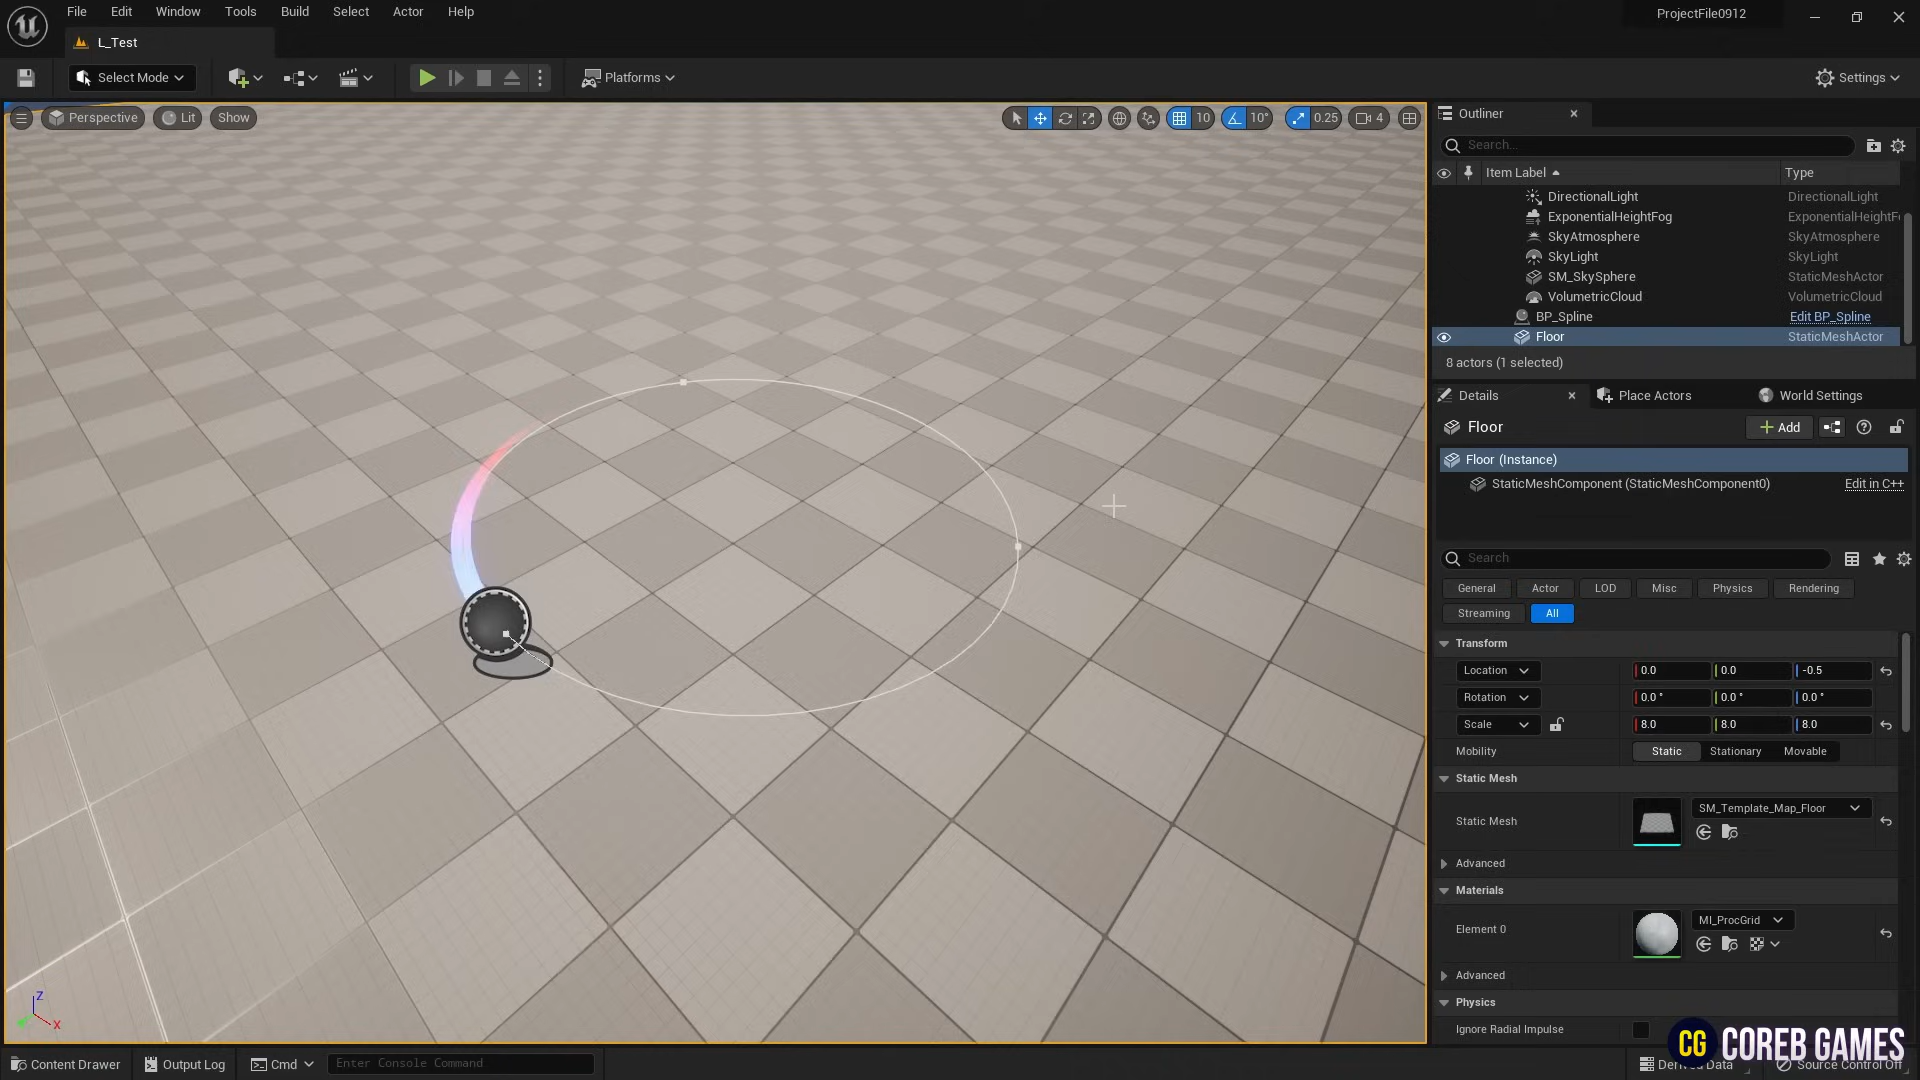 File Edit Window Tools Build Select Actor Help
ProjectFile0912
L_Test
Select Mode
Platforms
Settings
Perspective Lit Show
10 10° 0.25 4
Outliner
Search...
Item Label Type
DirectionalLight DirectionalLight
ExponentialHeightFog ExponentialHeightF
SkyAtmosphere SkyAtmosphere
SkyLight SkyLight
SM_SkySphere StaticMeshActor
VolumetricCloud VolumetricCloud
BP_Spline Edit BP_Spline
Floor StaticMeshActor
8 actors (1 selected)
Details Place Actors World Settings
Floor Add
Floor (Instance)
StaticMeshComponent (StaticMeshComponent0) Edit in C++
Search
General Actor LOD Misc Physics Rendering
Streaming All
Transform
Location 0.0 0.0 -0.5
Rotation 0.0° 0.0° 0.0°
Scale 8.0 8.0 8.0
Mobility Static Stationary Movable
Static Mesh
Static Mesh SM_Template_Map_Floor
Advanced
Materials
Element 0 MI_ProcGrid
Advanced
Physics
Ignore Radial Impulse
Z
X
CG COREB GAMES
Content Drawer Output Log Cmd Enter Console Command
Derived Data Source Control Off